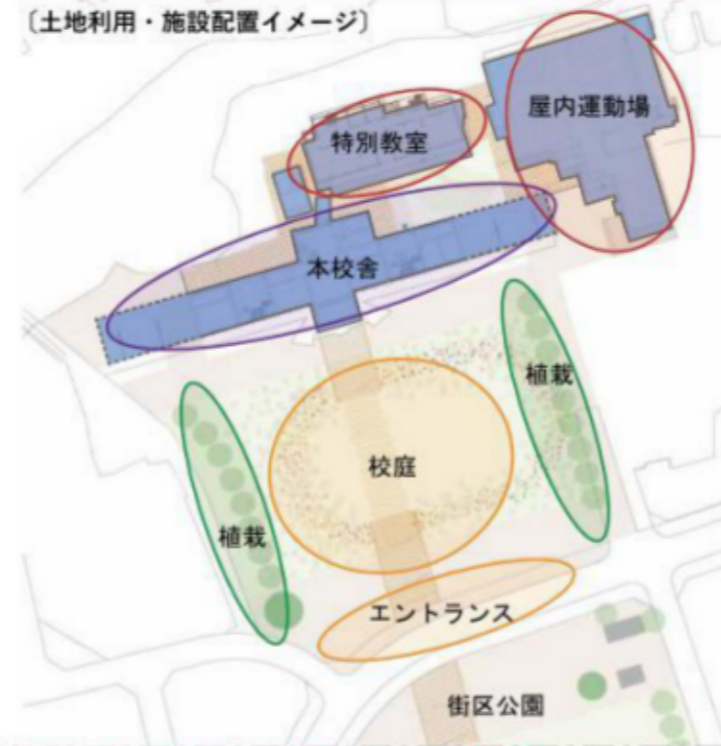 〔土地利用・施設配置イメージ〕
屋内運動場
特別教室
本校舎
植栽
校庭
植栽
エントランス
街区公園